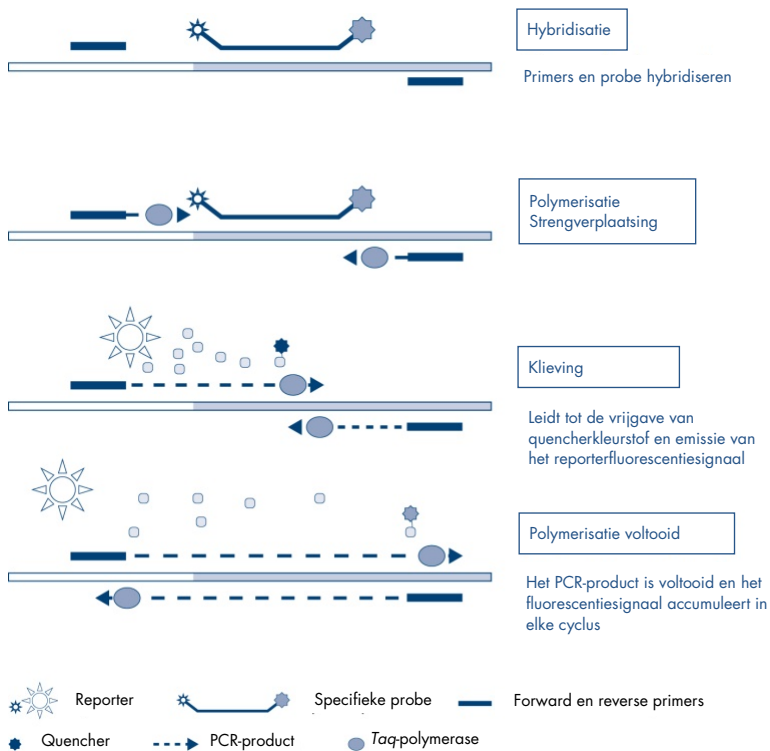 Hybridisatie
Primers en probe hybridiseren
Polymerisatie
Strengverplaatsing
Klieving
Leidt tot de vrijgave van
quencherkleurstof en emissie van
het reporterfluorescentiesignaal
Polymerisatie voltooid
Het PCR-product is voltooid en het
fluorescentiesignaal accumuleert in
elke cyclus
Reporter
Specifieke probe
Forward en reverse primers
Quencher
PCR-product
Taq-polymerase